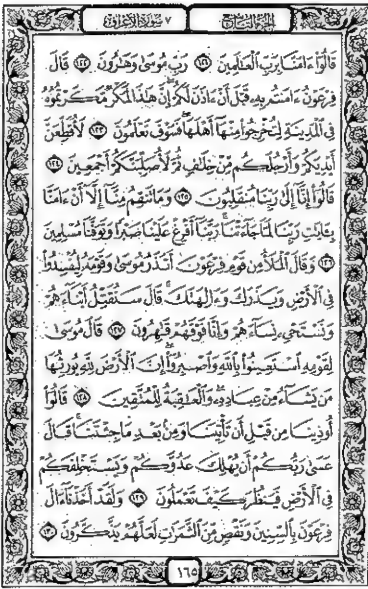 الجزء التاسع
٧ سورة الأعراف
قَالُوٓا۟ ءَامَنَّا بِرَبِّ ٱلْعَٰلَمِينَ ١٢١ رَبِّ مُوسَىٰ وَهَٰرُونَ ١٢٢ قَالَ
فِرْعَوْنُ ءَامَنتُم بِهِۦ قَبْلَ أَنْ ءَاذَنَ لَكُمْ إِنَّ هَٰذَا لَمَكْرٌ مَّكَرْتُمُوهُ
فِى ٱلْمَدِينَةِ لِتُخْرِجُوا۟ مِنْهَآ أَهْلَهَا فَسَوْفَ تَعْلَمُونَ ١٢٣ لَأُقَطِّعَنَّ
أَيْدِيَكُمْ وَأَرْجُلَكُم مِّنْ خِلَٰفٍ ثُمَّ لَأُصَلِّبَنَّكُمْ أَجْمَعِينَ ١٢٤
قَالُوٓا۟ إِنَّآ إِلَىٰ رَبِّنَا مُنقَلِبُونَ ١٢٥ وَمَا تَنقِمُ مِنَّآ إِلَّآ أَنْ ءَامَنَّا
بِـَٔايَٰتِ رَبِّنَا لَمَّا جَآءَتْنَا رَبَّنَآ أَفْرِغْ عَلَيْنَا صَبْرًا وَتَوَفَّنَا مُسْلِمِينَ
١٢٦ وَقَالَ ٱلْمَلَأُ مِن قَوْمِ فِرْعَوْنَ أَتَذَرُ مُوسَىٰ وَقَوْمَهُۥ لِيُفْسِدُوا۟
فِى ٱلْأَرْضِ وَيَذَرَكَ وَءَالِهَتَكَ قَالَ سَنُقَتِّلُ أَبْنَآءَهُمْ
وَنَسْتَحْىِۦ نِسَآءَهُمْ وَإِنَّا فَوْقَهُمْ قَٰهِرُونَ ١٢٧ قَالَ مُوسَىٰ
لِقَوْمِهِ ٱسْتَعِينُوا۟ بِٱللَّهِ وَٱصْبِرُوٓا۟ إِنَّ ٱلْأَرْضَ لِلَّهِ يُورِثُهَا
مَن يَشَآءُ مِنْ عِبَادِهِۦ وَٱلْعَٰقِبَةُ لِلْمُتَّقِينَ ١٢٨ قَالُوٓا۟
أُوذِينَا مِن قَبْلِ أَن تَأْتِيَنَا وَمِنۢ بَعْدِ مَا جِئْتَنَا قَالَ
عَسَىٰ رَبُّكُمْ أَن يُهْلِكَ عَدُوَّكُمْ وَيَسْتَخْلِفَكُمْ
فِى ٱلْأَرْضِ فَيَنظُرَ كَيْفَ تَعْمَلُونَ ١٢٩ وَلَقَدْ أَخَذْنَآ ءَالَ
فِرْعَوْنَ بِٱلسِّنِينَ وَنَقْصٍ مِّنَ ٱلثَّمَرَٰتِ لَعَلَّهُمْ يَذَّكَّرُونَ ١٣٠
١٦٥